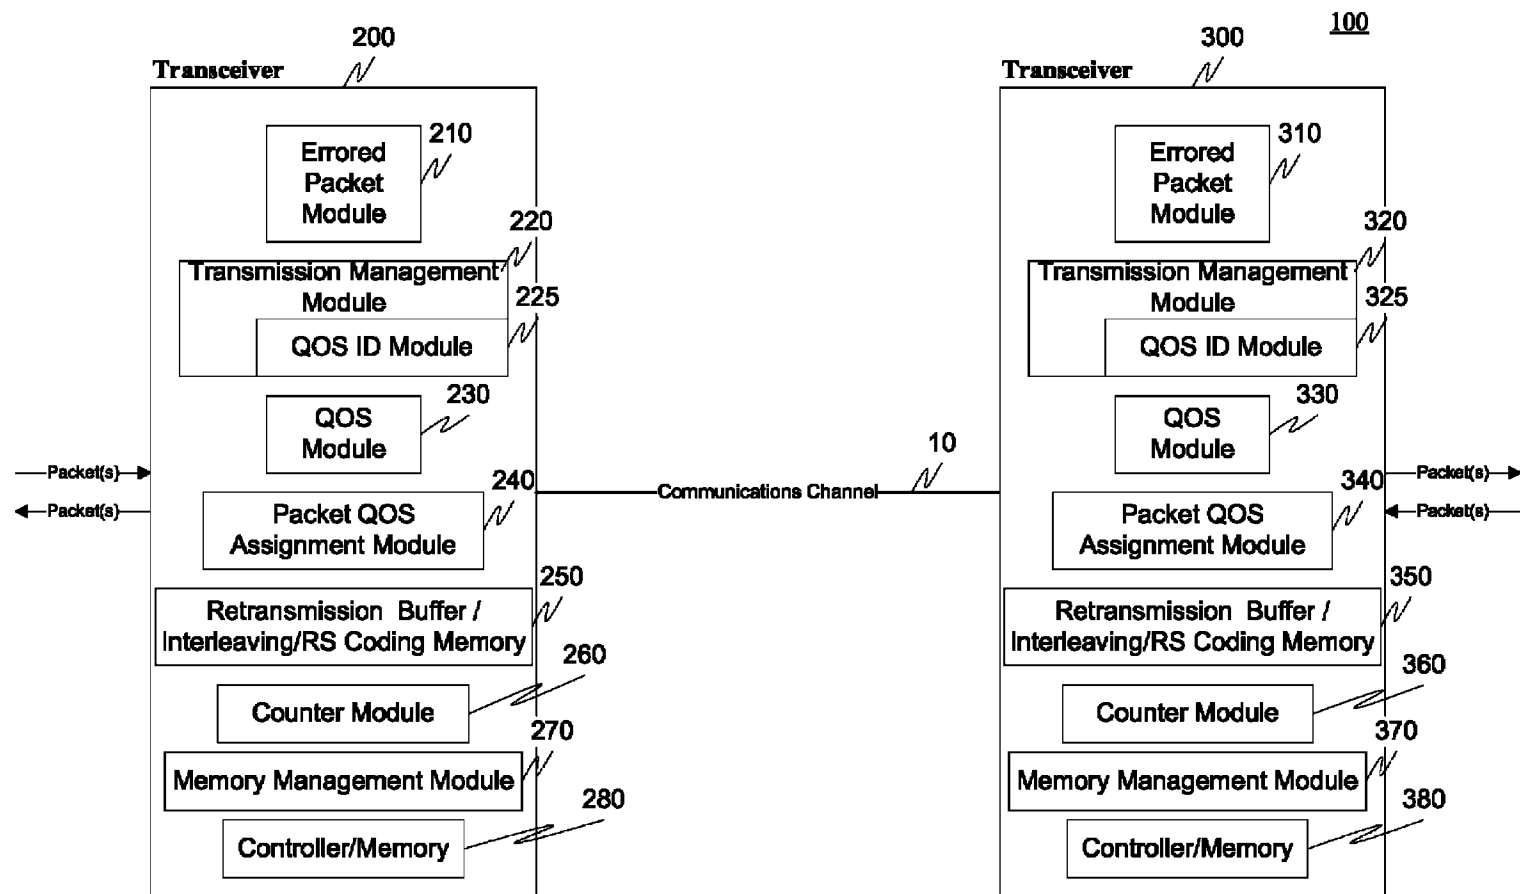 100
200
Transceiver
210
Errored
Packet
Module
220
Transmission Management
Module
225
QOS ID Module
230
QOS
Module
Packet(s)
Packet(s)
240
Packet QOS
Assignment Module
250
Retransmission Buffer /
Interleaving/RS Coding Memory
260
Counter Module
270
Memory Management Module
280
Controller/Memory
10
Communications Channel
300
Transceiver
310
Errored
Packet
Module
320
Transmission Management
Module
325
QOS ID Module
330
QOS
Module
Packet(s)
Packet(s)
340
Packet QOS
Assignment Module
350
Retransmission Buffer /
Interleaving/RS Coding Memory
360
Counter Module
370
Memory Management Module
380
Controller/Memory